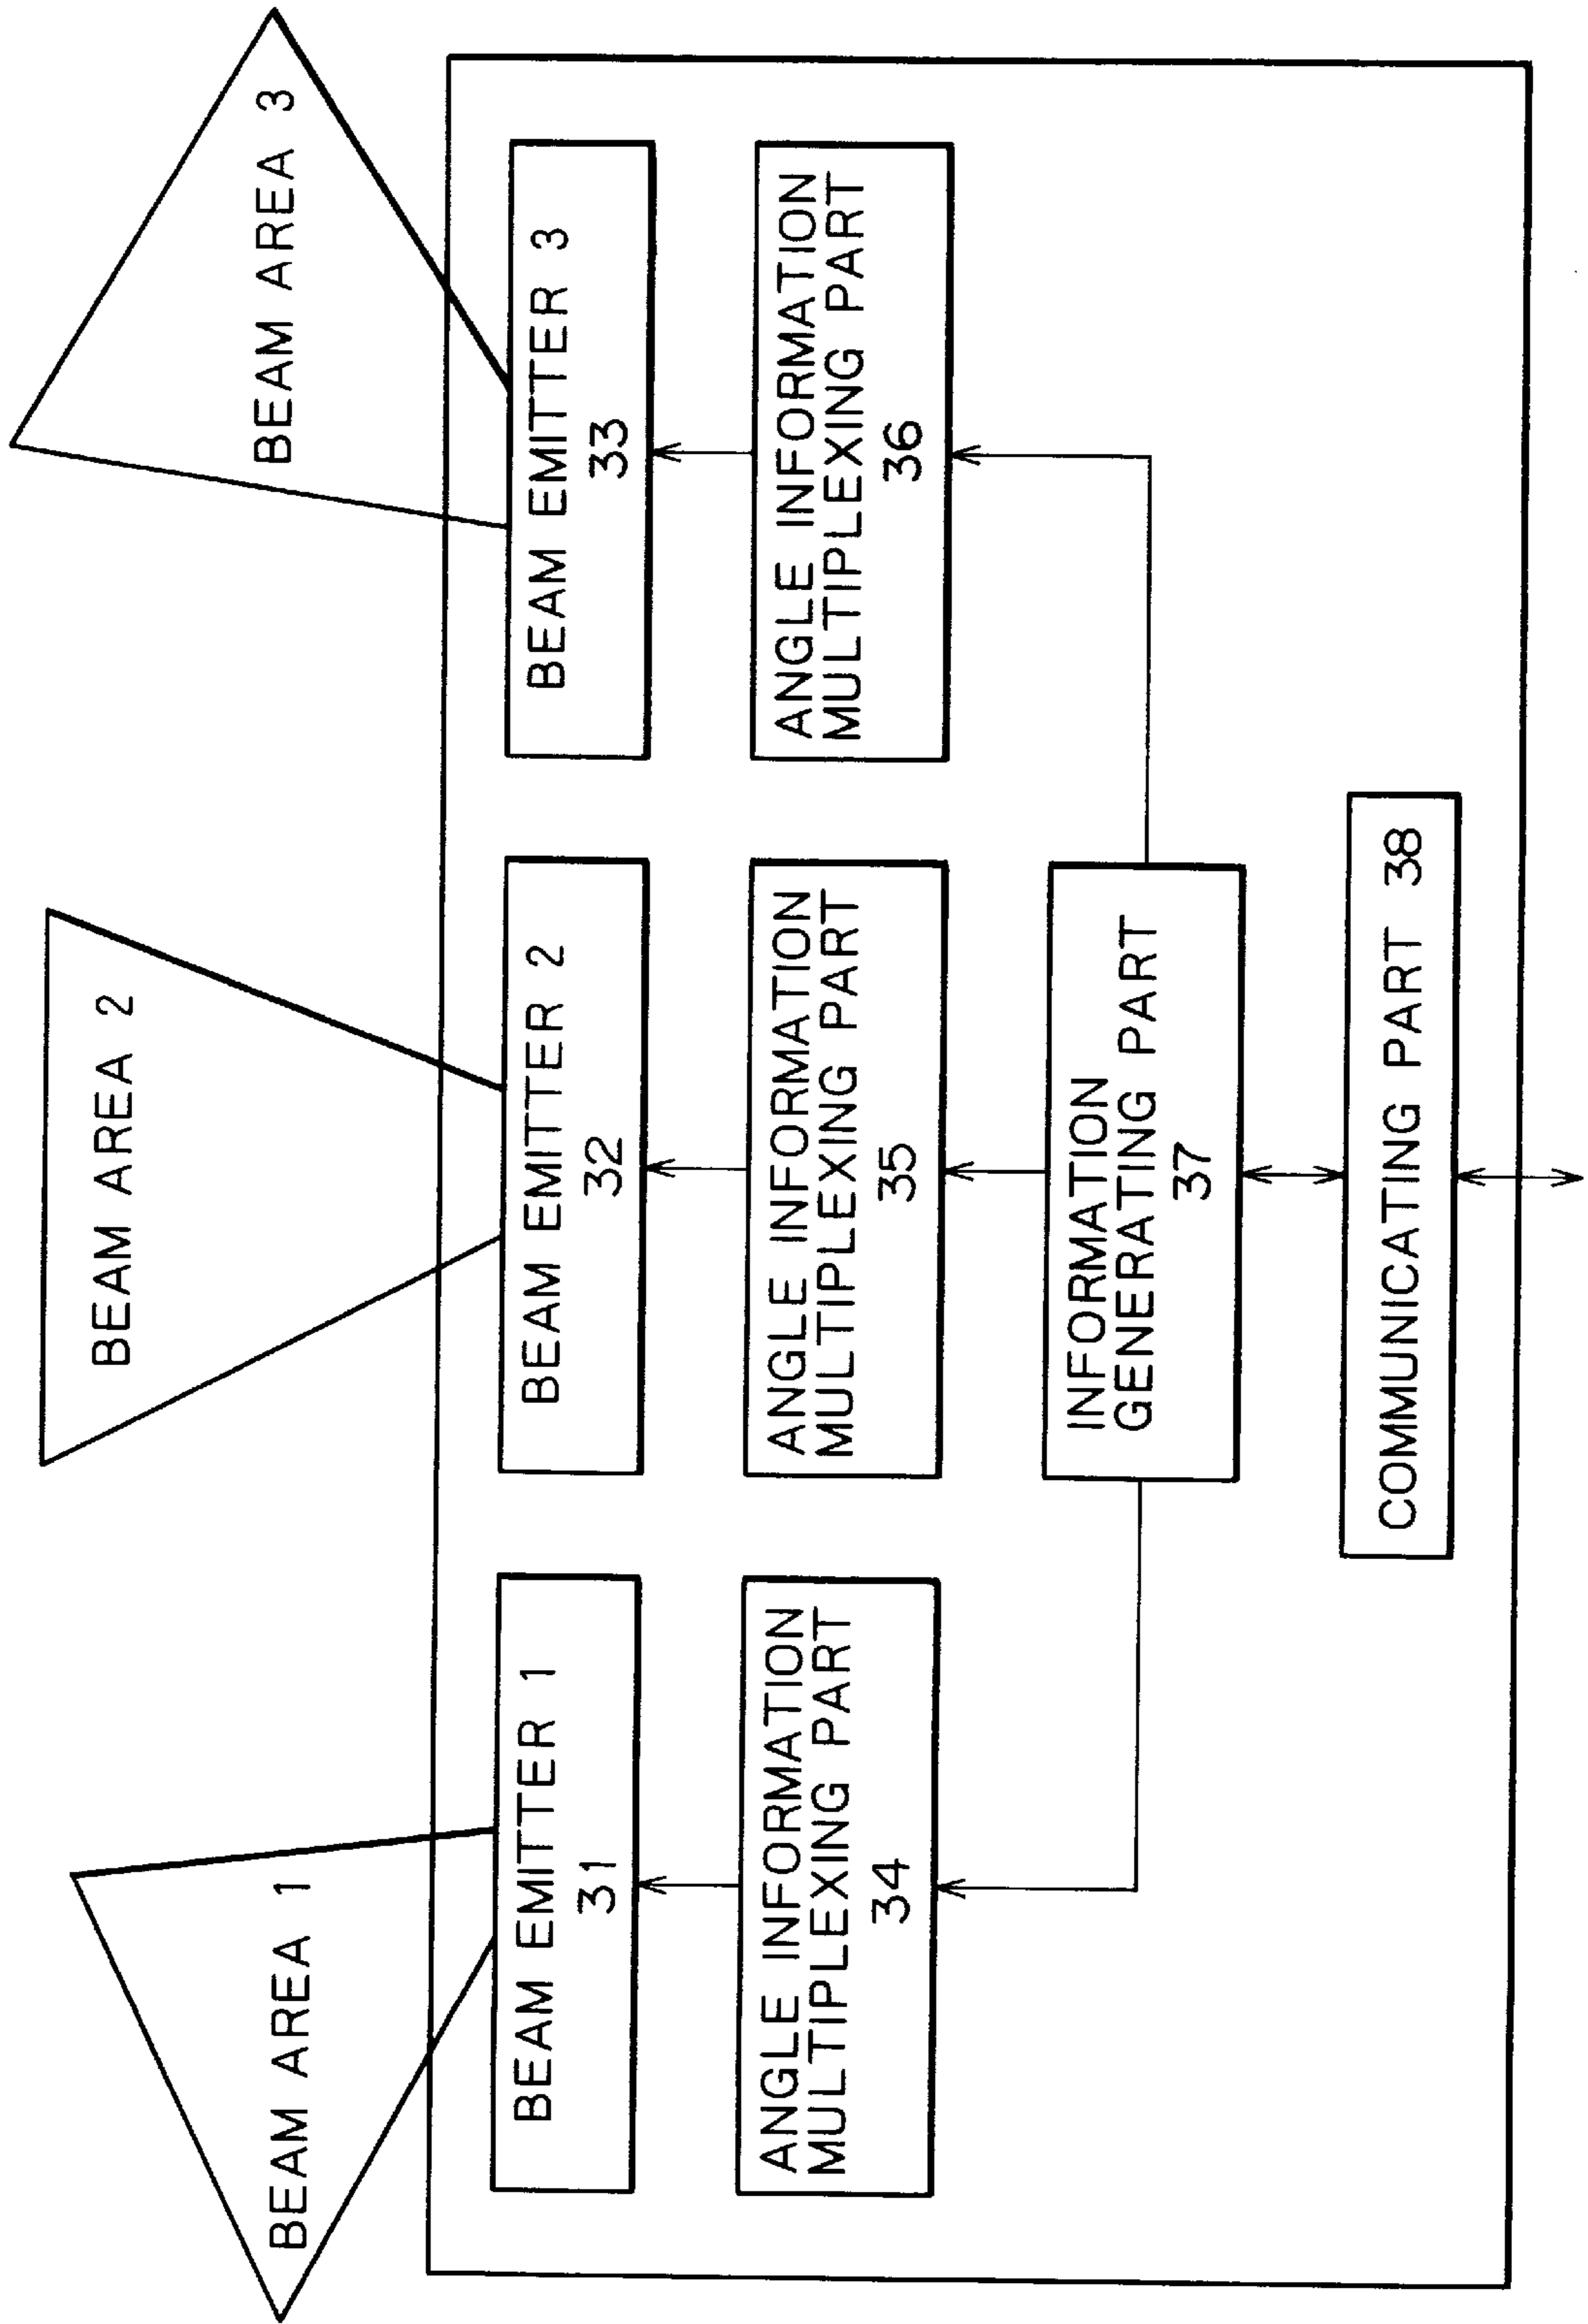 BEAM AREA 1
BEAM AREA 2
BEAM AREA 3
BEAM EMITTER 1
31
BEAM EMITTER 2
32
BEAM EMITTER 3
33
ANGLE INFORMATION
MULTIPLEXING PART
34
ANGLE INFORMATION
MULTIPLEXING PART
35
ANGLE INFORMATION
MULTIPLEXING PART
36
INFORMATION
GENERATING PART
37
COMMUNICATING PART 38